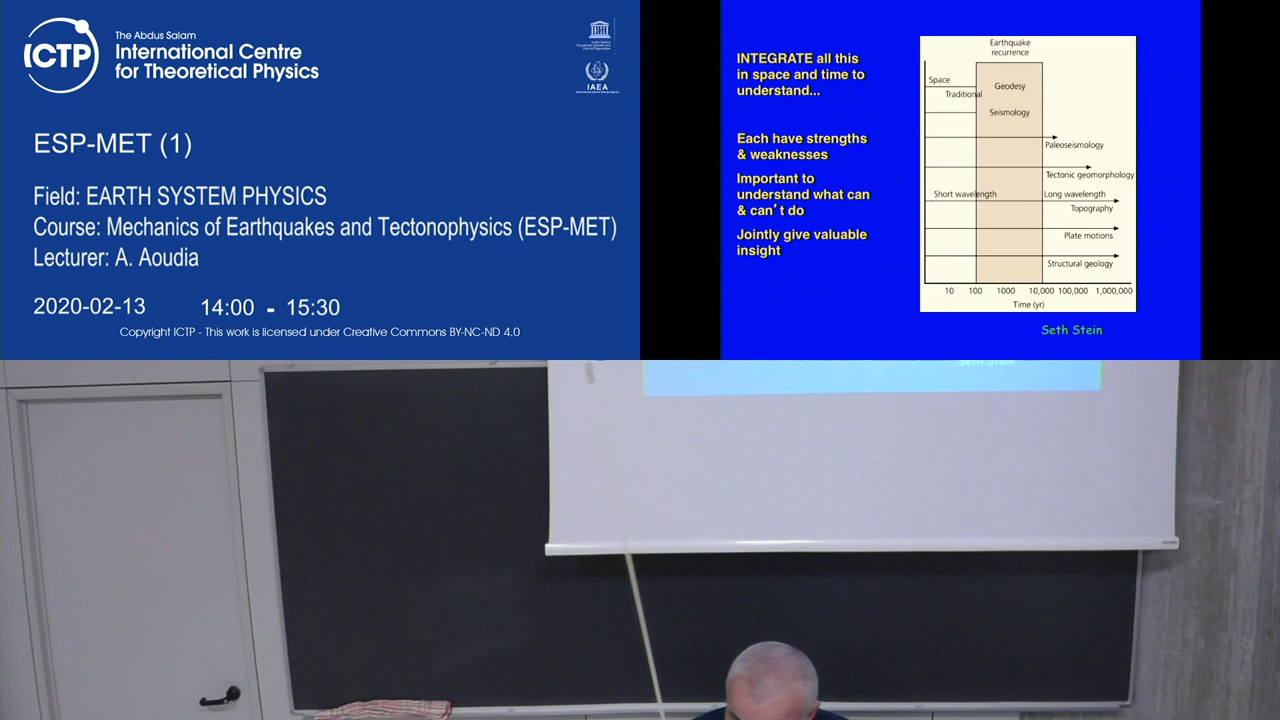 ICTP
The Abdus Salam
International Centre
for Theoretical Physics
IAEA
ESP-MET (1)
Field: EARTH SYSTEM PHYSICS
Course: Mechanics of Earthquakes and Tectonophysics (ESP-MET)
Lecturer: A. Aoudia
2020-02-13 14:00 - 15:30
Copyright ICTP - This work is licensed under Creative Commons BY-NC-ND 4.0
INTEGRATE all this
in space and time to
understand...
Each have strengths
& weaknesses
Important to
understand what can
& can't do
Jointly give valuable
insight
Earthquake
recurrence
Space
Geodesy
Traditional
Seismology
Paleoseismology
Tectonic geomorphology
Short wavelength Long wavelength
Topography
Plate motions
Structural geology
10 100 1000 10,000 100,000 1,000,000
Time (yr)
Seth Stein
Seth Stein